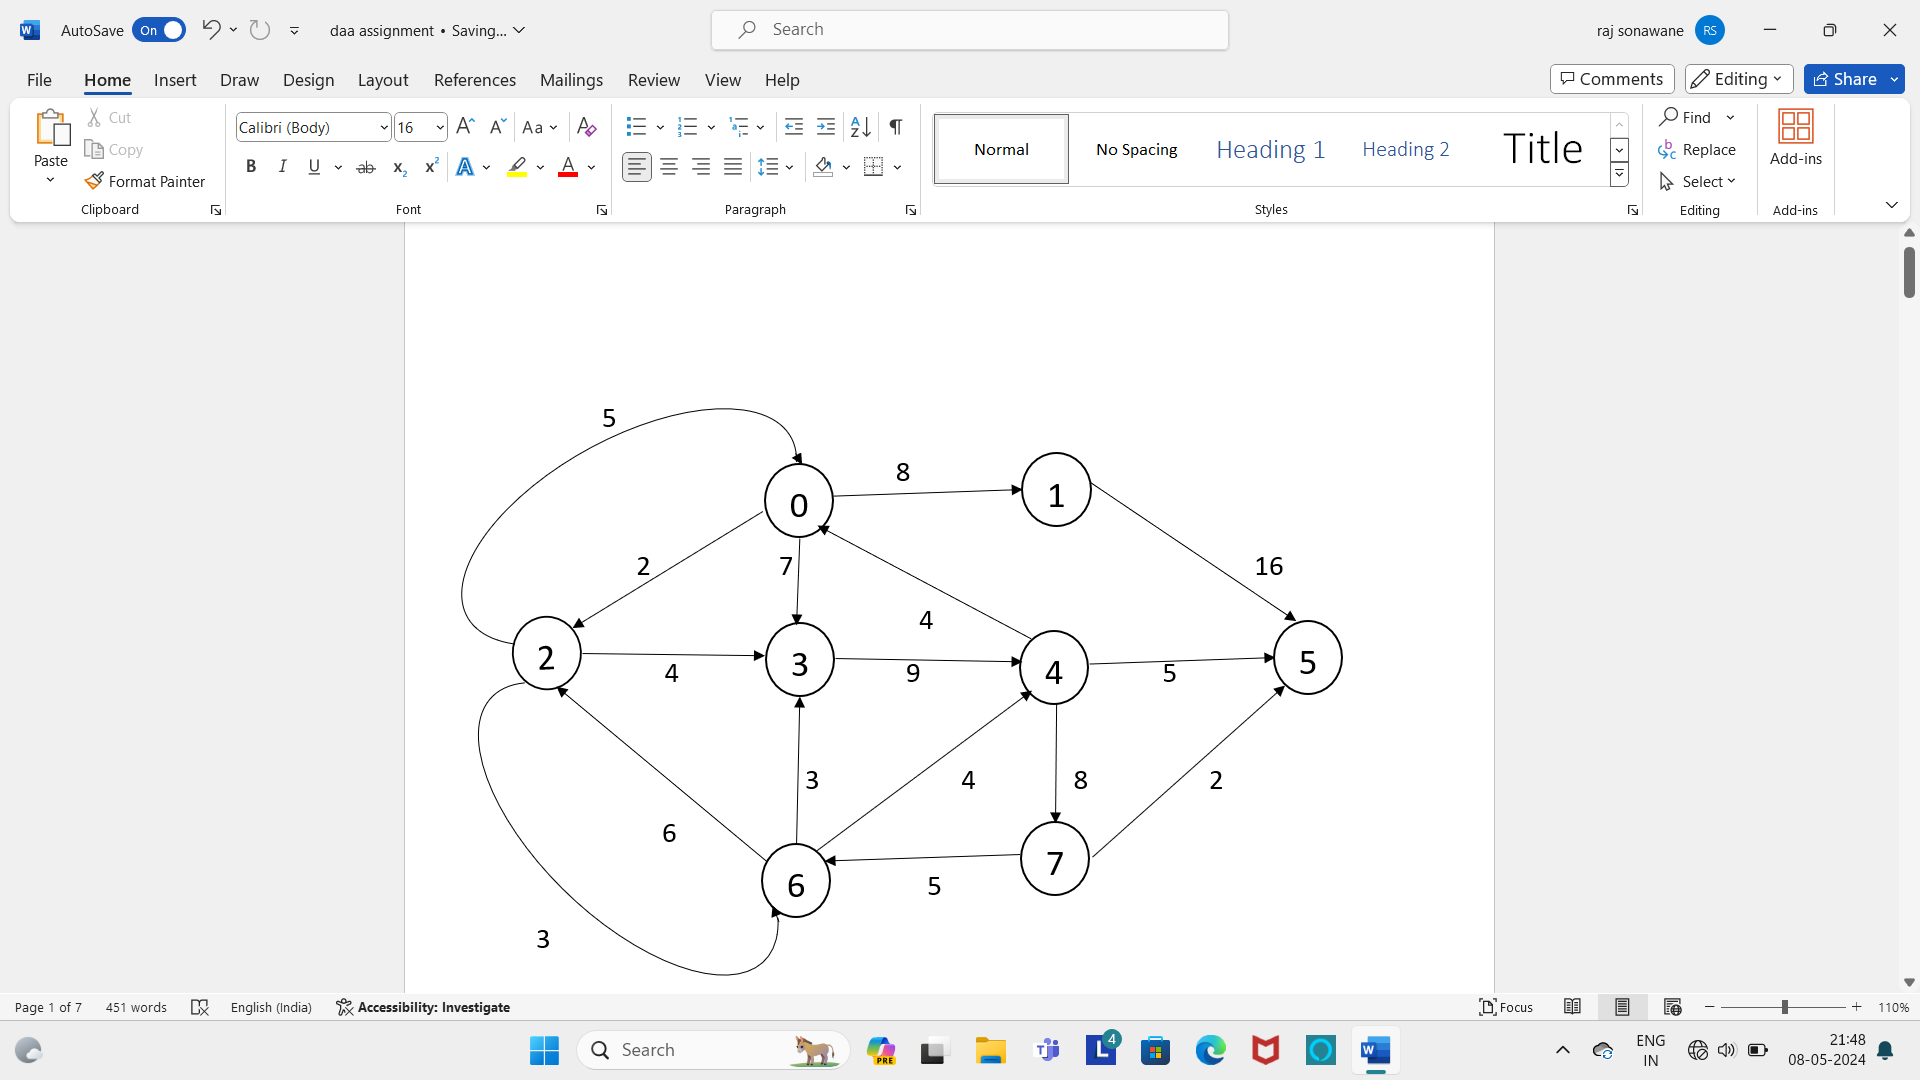 AutoSave On daa assignment • Saving... Search raj sonawane RS
File Home Insert Draw Design Layout References Mailings Review View Help Comments Editing Share
Paste Cut Copy Format Painter Clipboard
Calibri (Body) 16 Aa Font
Paragraph
Normal No Spacing Heading 1 Heading 2 Title Styles
Find Replace Select Editing
Add-ins Add-ins
5
0 8 1
2 7 16
4
2 4 3 9 4 5 5
3 4 8 2
6
6 5 7
3
Page 1 of 7 451 words English (India) Accessibility: Investigate Focus 110%
Search PRE 4 ENG IN 21:48 08-05-2024